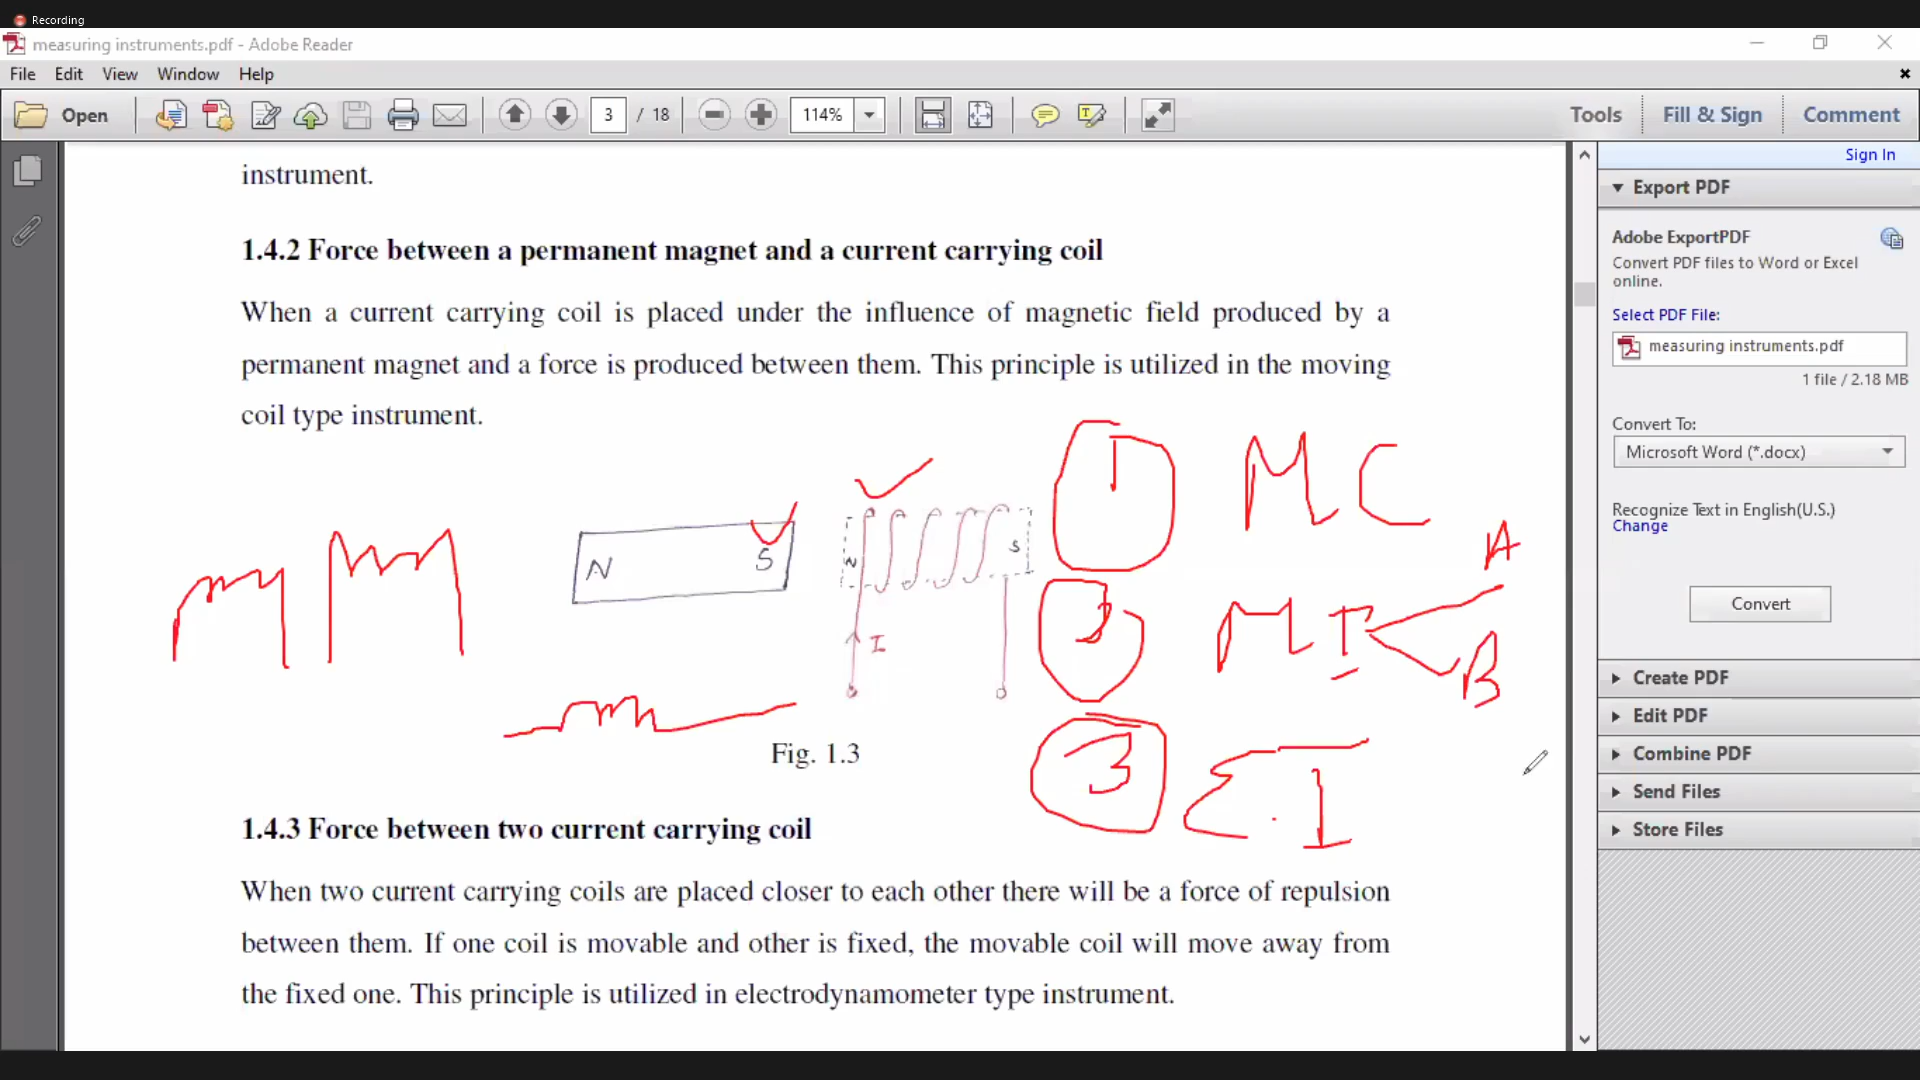 Recording
measuring instruments.pdf - Adobe Reader
File Edit View Window Help
Open 3 / 18 114% Tools Fill & Sign Comment
Sign In
instrument.
1.4.2 Force between a permanent magnet and a current carrying coil
When a current carrying coil is placed under the influence of magnetic field produced by a
permanent magnet and a force is produced between them. This principle is utilized in the moving
coil type instrument.
N S
N S
I
1 MC
2 MI A
B
3 E.I
Fig. 1.3
1.4.3 Force between two current carrying coil
When two current carrying coils are placed closer to each other there will be a force of repulsion
between them. If one coil is movable and other is fixed, the movable coil will move away from
the fixed one. This principle is utilized in electrodynamometer type instrument.
Export PDF
Adobe ExportPDF
Convert PDF files to Word or Excel
online.
Select PDF File:
measuring instruments.pdf
1 file / 2.18 MB
Convert To:
Microsoft Word (*.docx)
Recognize Text in English(U.S.)
Change
Convert
Create PDF
Edit PDF
Combine PDF
Send Files
Store Files